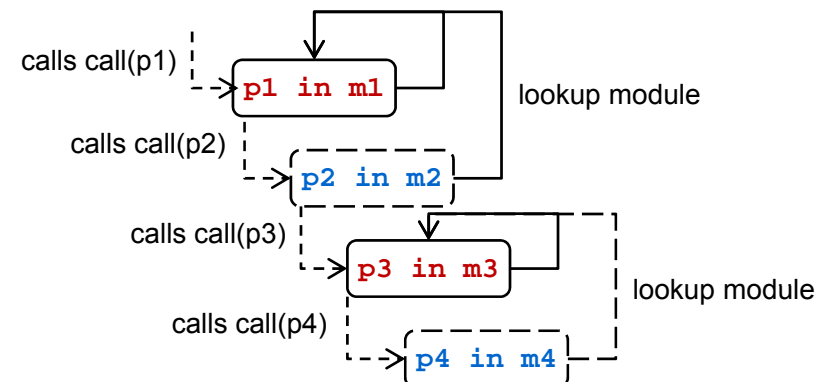 calls call(p1)
p1 in m1
lookup module
calls call(p2)
p2 in m2
calls call(p3)
p3 in m3
lookup module
calls call(p4)
p4 in m4